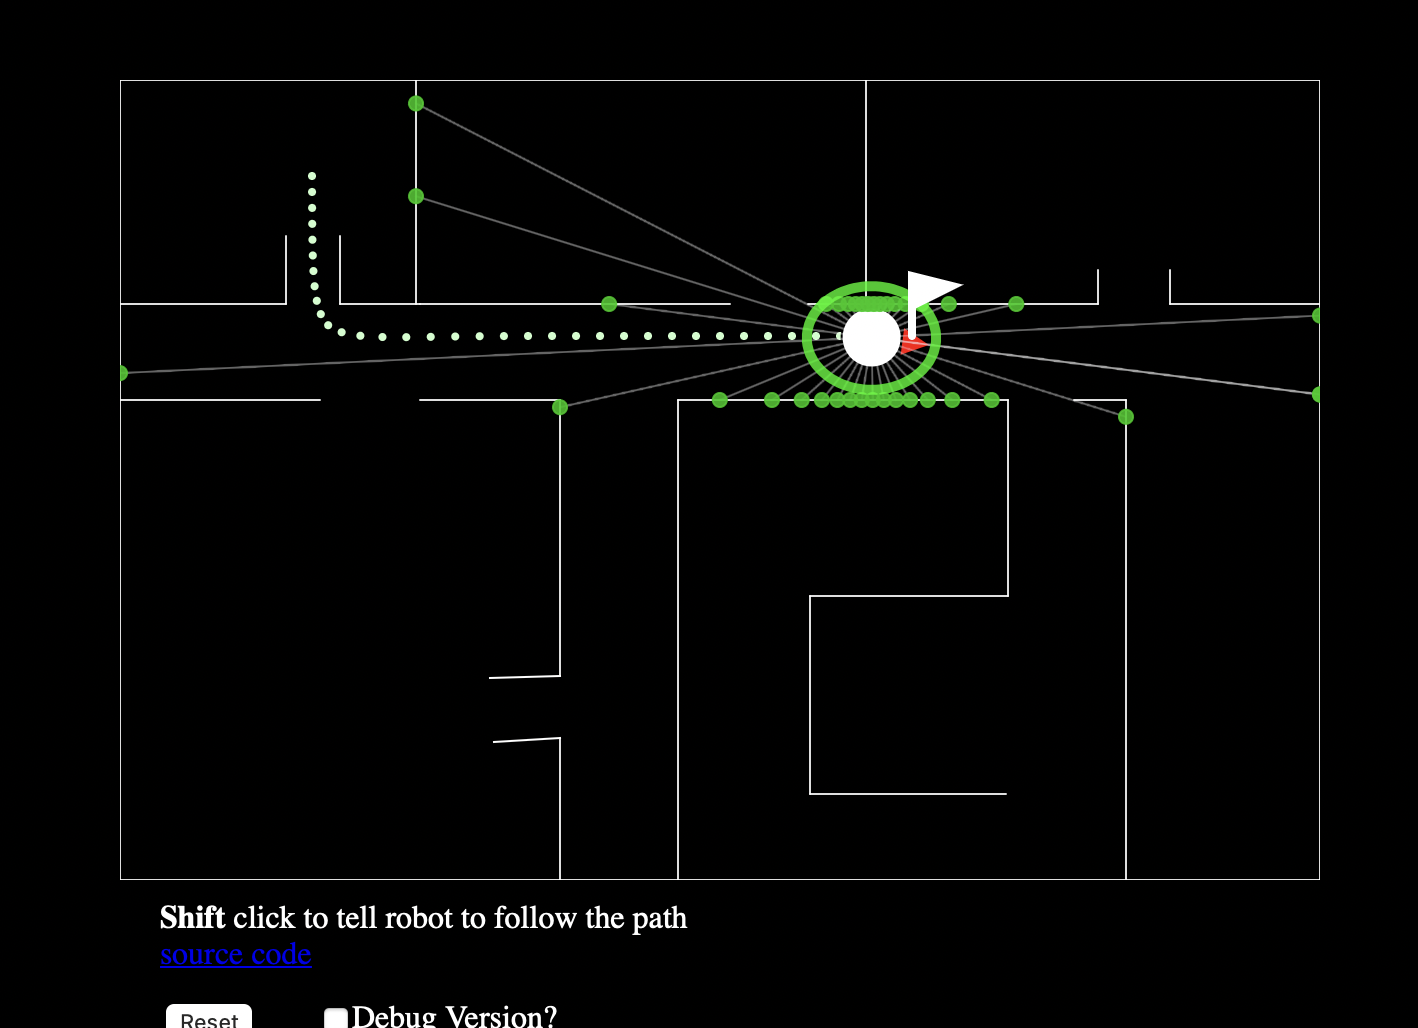 Shift click to tell robot to follow the path
source code
Reset Debug Version?